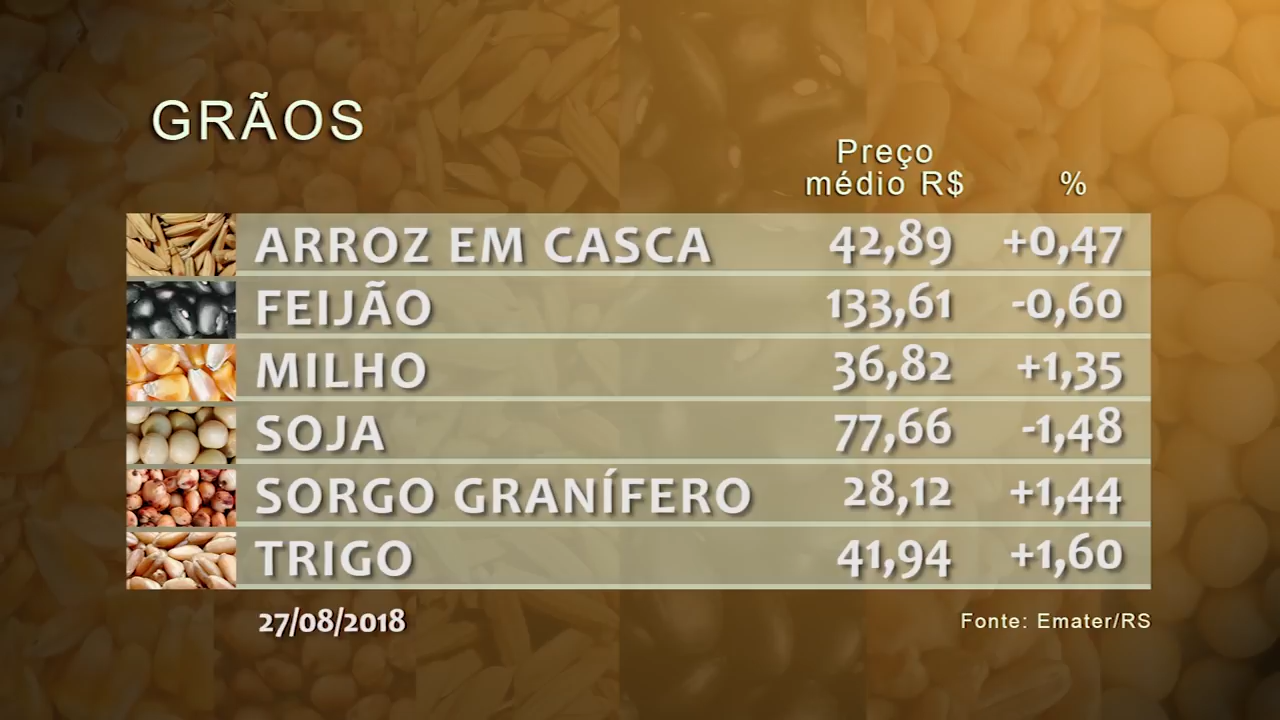 GRÃOS
Preço
médio R$ %
ARROZ EM CASCA 42,89 +0,47
FEIJÃO 133,61 -0,60
MILHO 36,82 +1,35
SOJA 77,66 -1,48
SORGO GRANÍFERO 28,12 +1,44
TRIGO 41,94 +1,60
27/08/2018 Fonte: Emater/RS